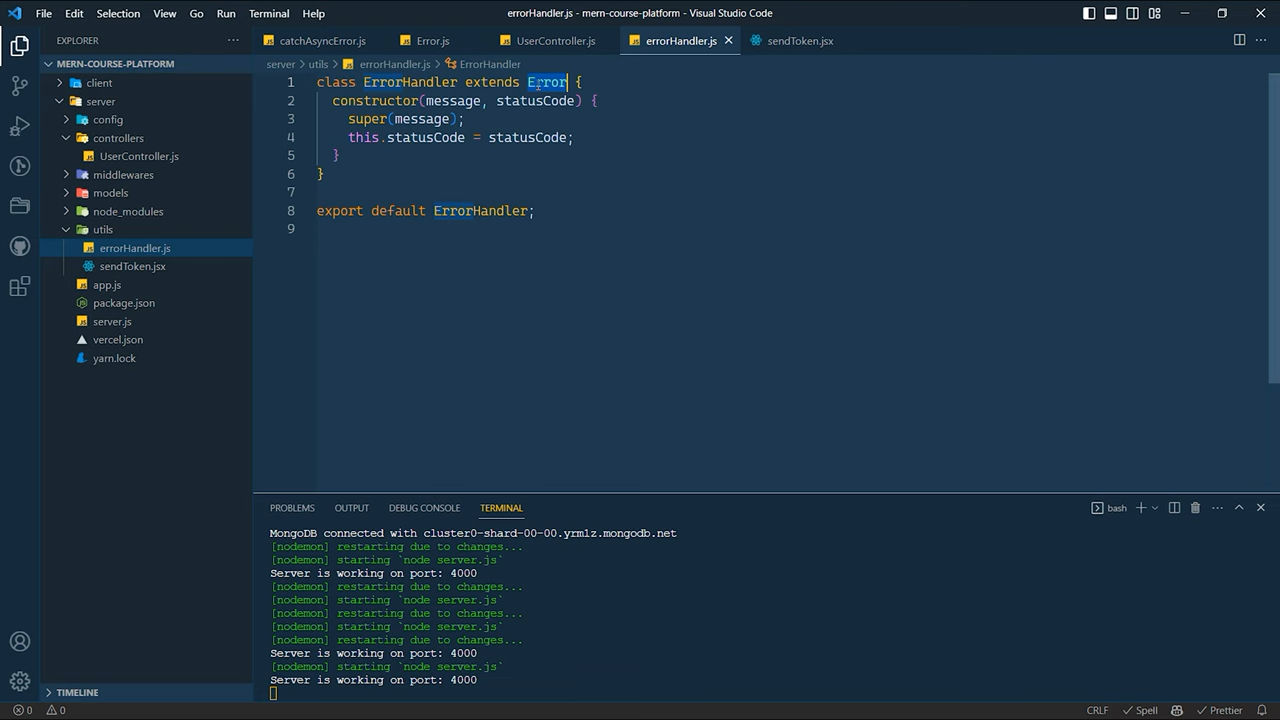 File Edit Selection View Go Run Terminal Help
errorHandler.js - mern-course-platform - Visual Studio Code
EXPLORER
MERN-COURSE-PLATFORM
client
server
config
controllers
UserController.js
middlewares
models
node_modules
utils
errorHandler.js
sendToken.jsx
app.js
package.json
server.js
vercel.json
yarn.lock
TIMELINE
catchAsyncError.js Error.js UserController.js errorHandler.js sendToken.jsx
server > utils > errorHandler.js > ErrorHandler
1 class ErrorHandler extends Error {
2 constructor(message, statusCode) {
3 super(message);
4 this.statusCode = statusCode;
5 }
6 }
7
8 export default ErrorHandler;
9
PROBLEMS OUTPUT DEBUG CONSOLE TERMINAL
bash
MongoDB connected with cluster0-shard-00-00.yrm1z.mongodb.net
[nodemon] restarting due to changes...
[nodemon] starting `node server.js`
Server is working on port: 4000
[nodemon] restarting due to changes...
[nodemon] starting `node server.js`
[nodemon] restarting due to changes...
[nodemon] starting `node server.js`
[nodemon] restarting due to changes...
Server is working on port: 4000
[nodemon] starting `node server.js`
Server is working on port: 4000
0 0 CRLF Spell Prettier